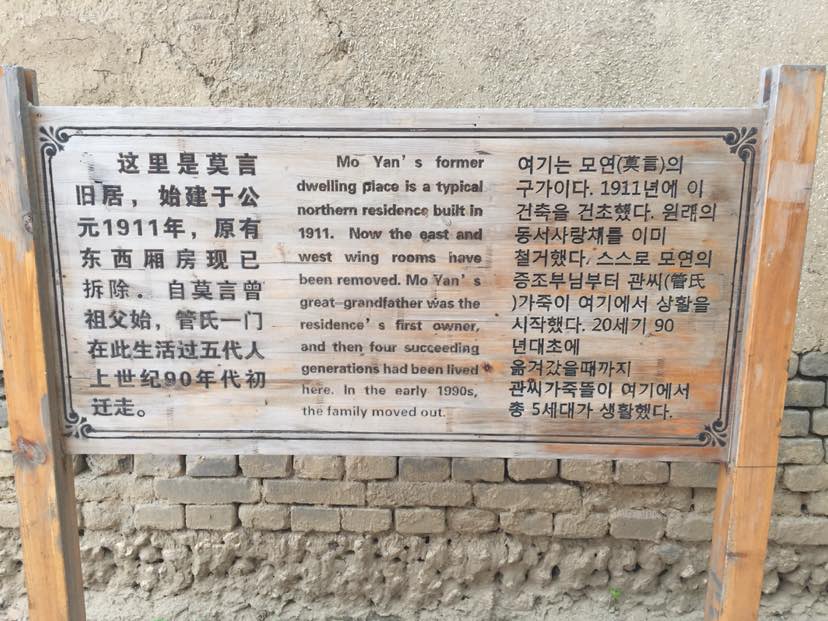 这里是莫言
旧居，始建于公
元1911年，原有
东西厢房现已
拆除．自莫言曾
祖父始，管氏一门
在此生活过五代人
上世纪90年代初
迁走。
Mo Yan's former
dwelling place is a typical
northern residence built in
1911. Now the east and
west wing rooms have
been removed. Mo Yan's
great-grandfather was the
residence's first owner,
and then four succeeding
generations had been lived
here. In the early 1990s,
the family moved out.
여기는 모연(莫言)의
구가이다. 1911년에 이
건축을 건초했다. 원래의
동서사랑채를 이미
철거했다. 스스로 모연의
증조부님부터 관씨(管氏
)가죽이 여기에서 상활을
시작했다. 20세기 90
년대초에
옮겨갔을때까지
관씨가죽뜰이 여기에서
총 5세대가 생활했다.